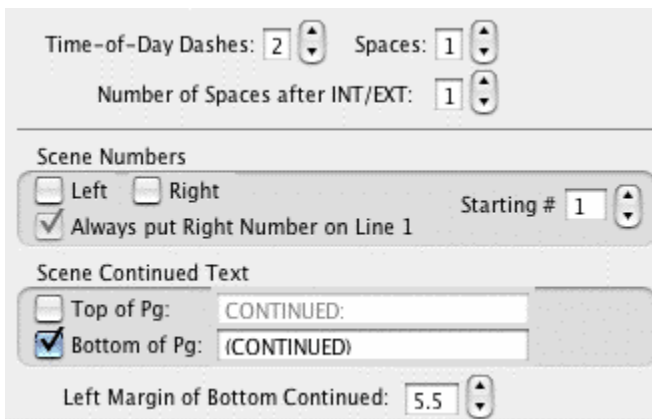 Time-of-Day Dashes: 2 Spaces: 1
Number of Spaces after INT/EXT: 1
Scene Numbers
Left Right
Starting # 1
Always put Right Number on Line 1
Scene Continued Text
Top of Pg: CONTINUED:
Bottom of Pg: (CONTINUED)
Left Margin of Bottom Continued: 5.5